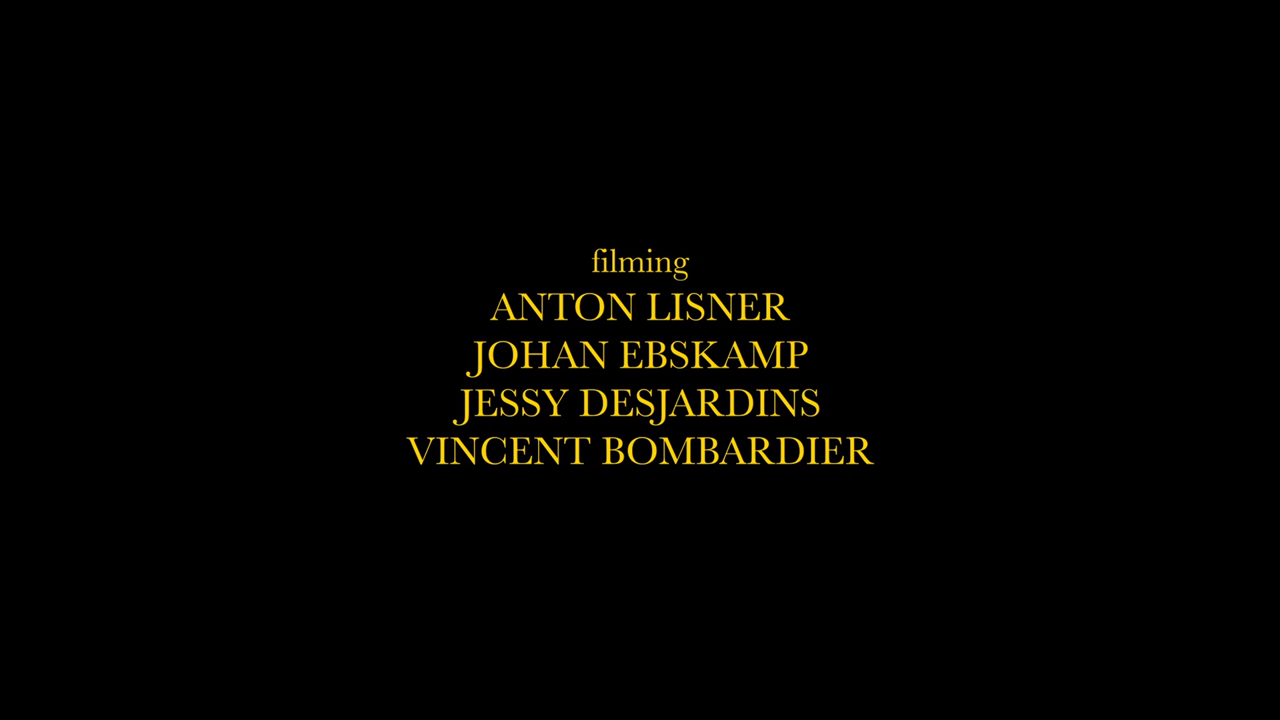 filming
ANTON LISNER
JOHAN EBSKAMP
JESSY DESJARDINS
VINCENT BOMBARDIER